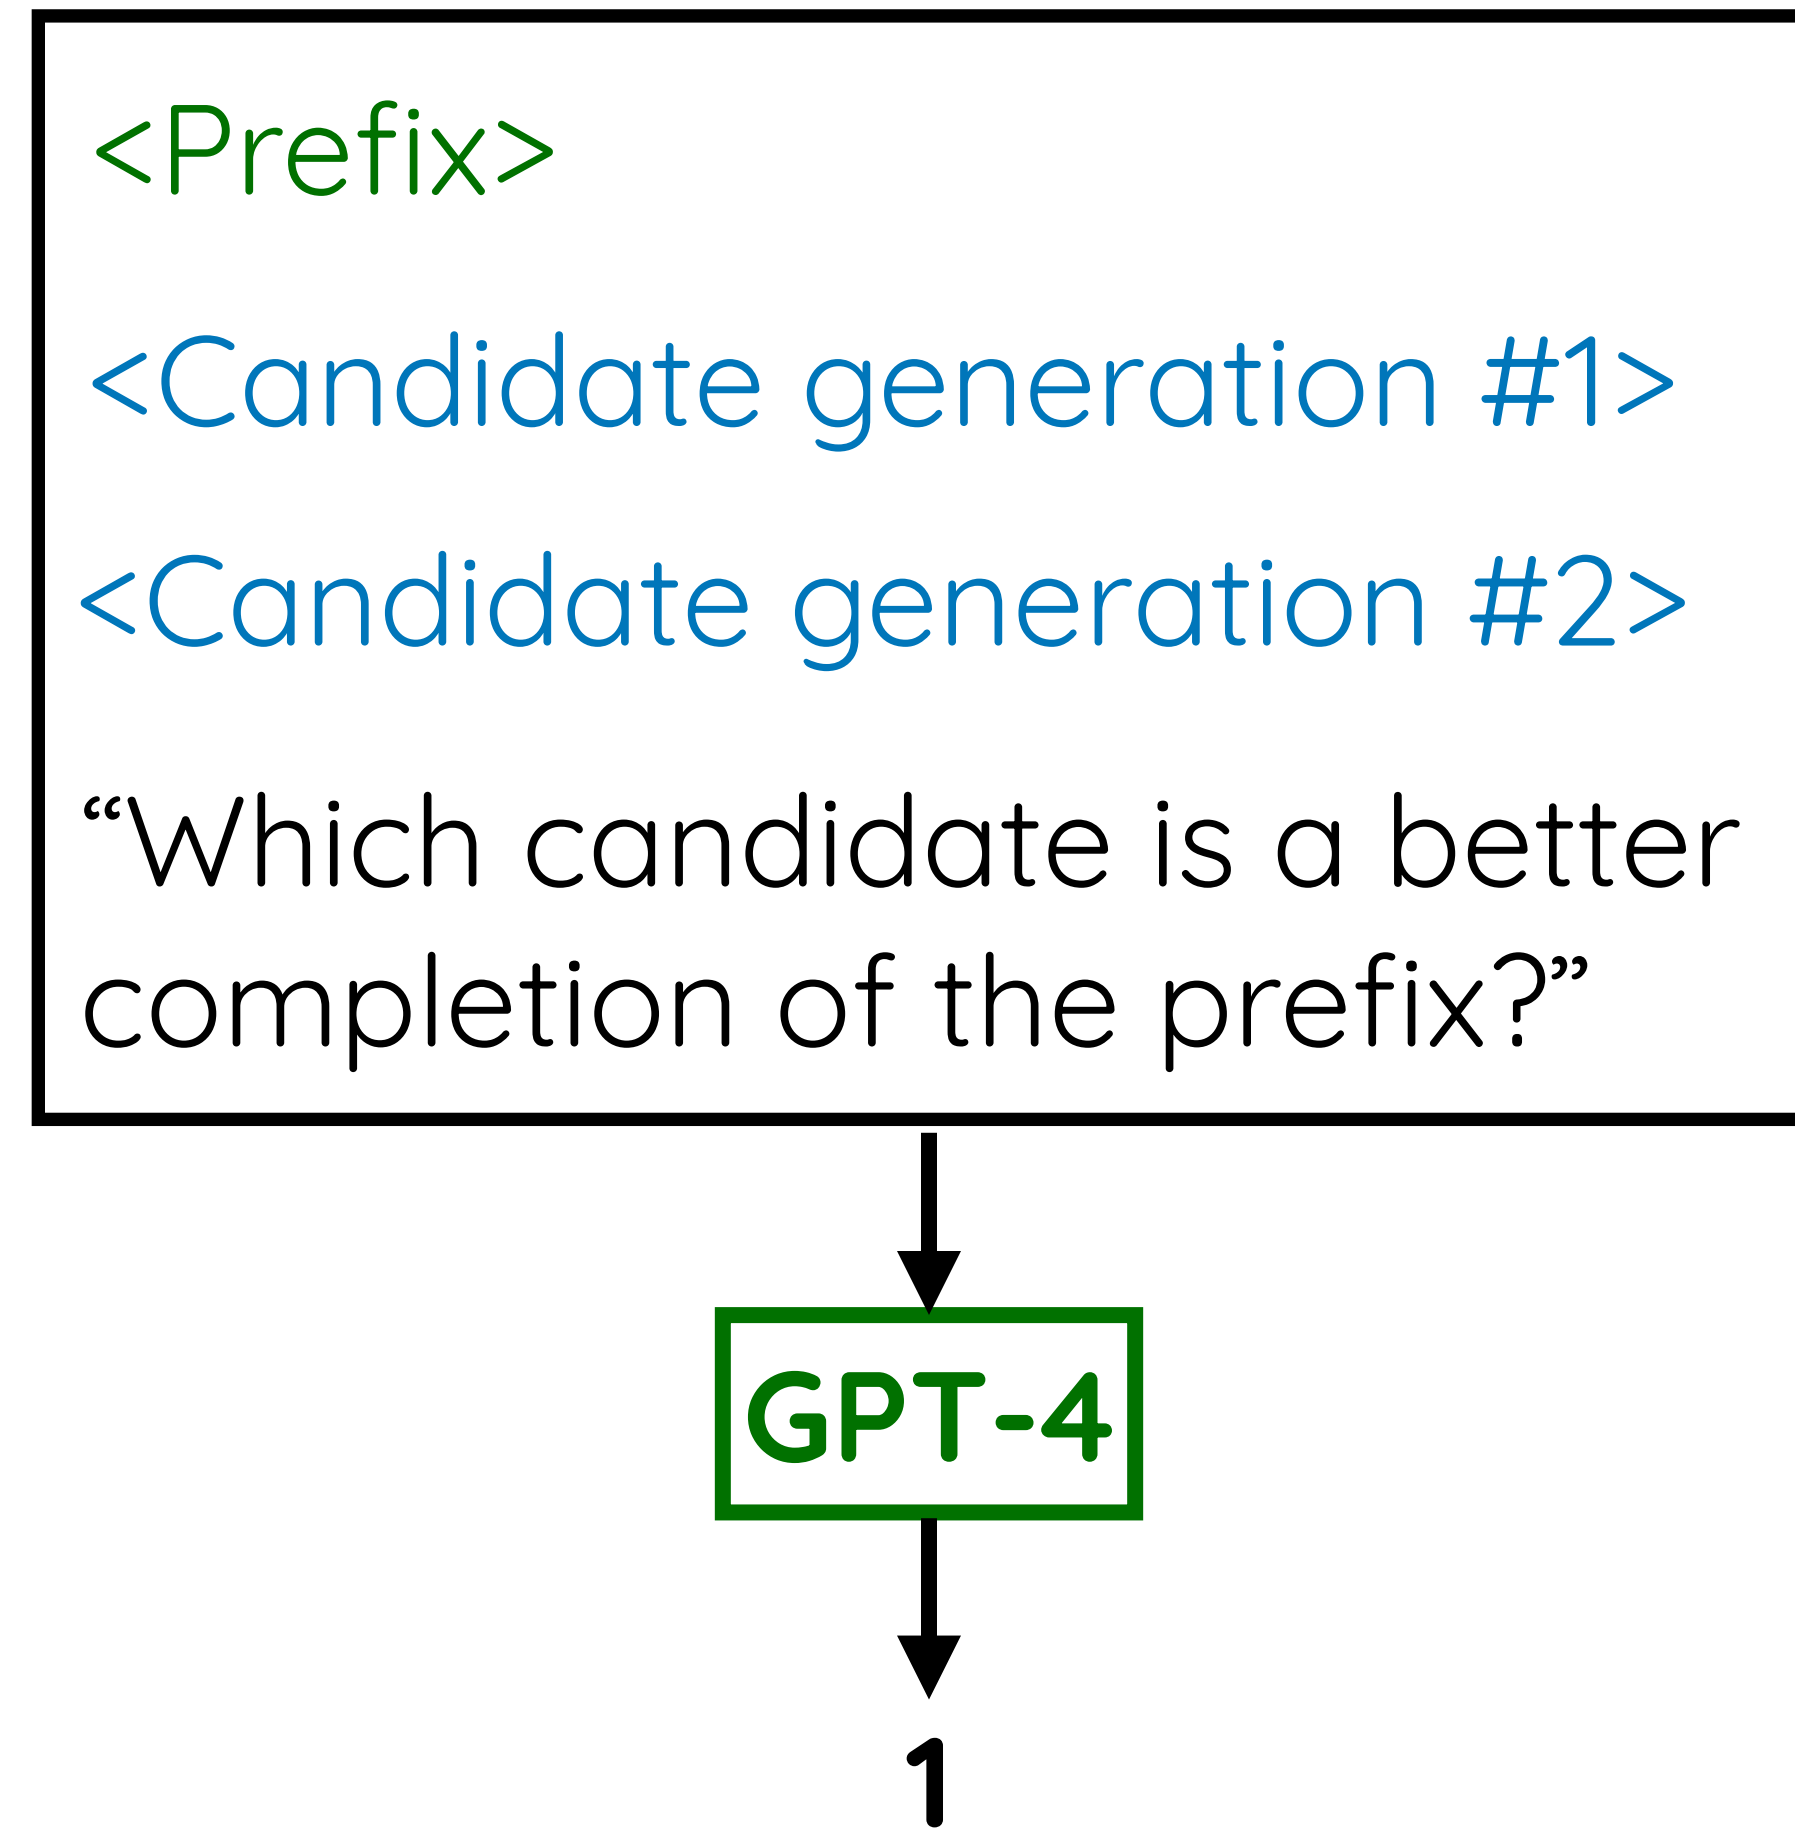 <Prefix>
<Candidate generation #1>
<Candidate generation #2>
“Which candidate is a better
completion of the prefix?”
GPT-4
1